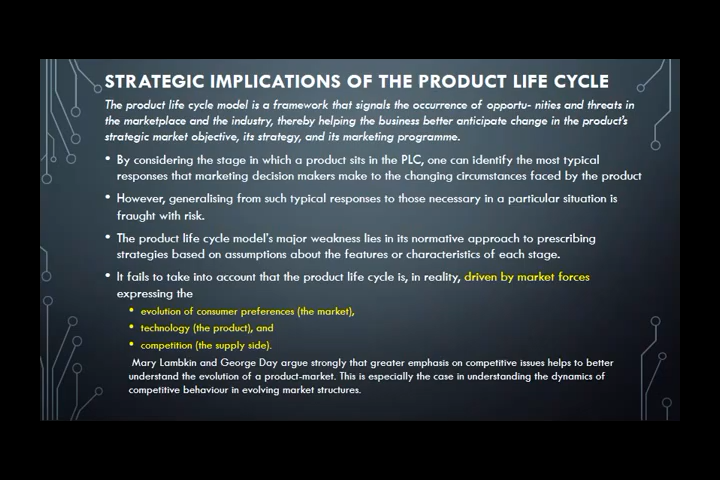 STRATEGIC IMPLICATIONS OF THE PRODUCT LIFE CYCLE
The product life cycle model is a framework that signals the occurrence of opportu- nities and threats in
the marketplace and the industry, thereby helping the business better anticipate change in the product's
strategic market objective, its strategy, and its marketing programme.
• By considering the stage in which a product sits in the PLC, one can identify the most typical
responses that marketing decision makers make to the changing circumstances faced by the product
• However, generalising from such typical responses to those necessary in a particular situation is
fraught with risk.
• The product life cycle model's major weakness lies in its normative approach to prescribing
strategies based on assumptions about the features or characteristics of each stage.
• It fails to take into account that the product life cycle is, in reality, driven by market forces
expressing the
• evolution of consumer preferences (the market),
• technology (the product), and
• competition (the supply side).
Mary Lambkin and George Day argue strongly that greater emphasis on competitive issues helps to better
understand the evolution of a product-market. This is especially the case in understanding the dynamics of
competitive behaviour in evolving market structures.